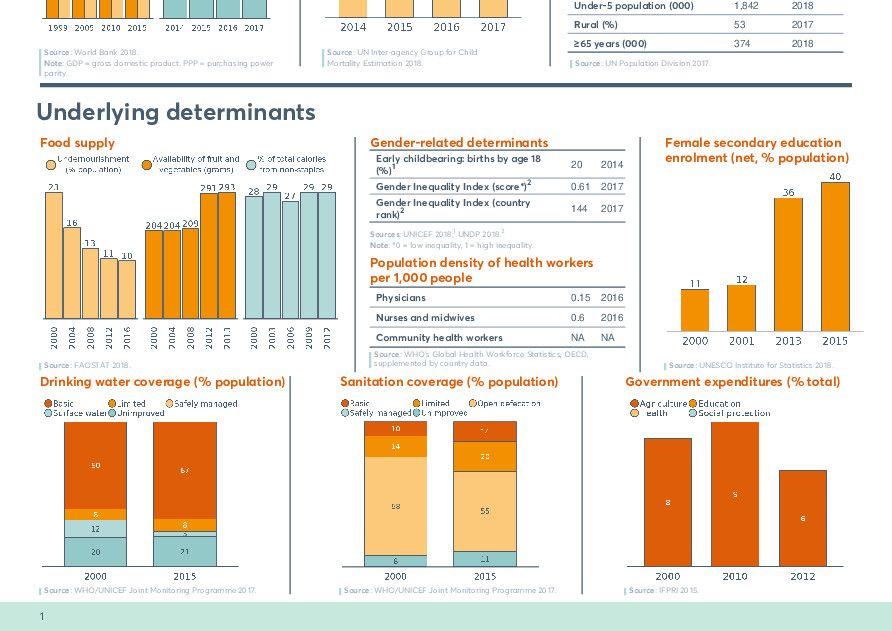 1999 2005 2010 2015
2014 2015 2016 2017
Source: World Bank 2018.
Note: GDP = gross domestic product. PPP = purchasing power
parity.
2014 2015 2016 2017
Source: UN Inter-agency Group for Child
Mortality Estimation 2018.
Under-5 population (000) 1,842 2018
Rural (%) 53 2017
≥65 years (000) 374 2018
Source: UN Population Division 2017.
Underlying determinants
Food supply
Undernourishment
(% population)
Availability of fruit and
vegetables (grams)
% of total calories
from non-staples
23 16 13 11 10
204 204 209 291 293
28 29 27 29 29
2000 2004 2008 2012 2016
2000 2004 2008 2012 2013
2000 2003 2006 2009 2012
Source: FAOSTAT 2018.
Gender-related determinants
Early childbearing: births by age 18
(%)1 20 2014
Gender Inequality Index (score*)2 0.61 2017
Gender Inequality Index (country
rank)2 144 2017
Sources: UNICEF 2018,1 UNDP 2018.2
Note: *0 = low inequality, 1 = high inequality.
Population density of health workers
per 1,000 people
Physicians 0.15 2016
Nurses and midwives 0.6 2016
Community health workers NA NA
Source: WHO's Global Health Workforce Statistics, OECD,
supplemented by country data.
Female secondary education
enrolment (net, % population)
11 12 36 40
2000 2001 2013 2015
Source: UNESCO Institute for Statistics 2018.
Drinking water coverage (% population)
Basic Limited Safely managed
Surface water Unimproved
60 67
8 8
12
20 21
2000 2015
Source: WHO/UNICEF Joint Monitoring Programme 2017.
Sanitation coverage (% population)
Basic Limited Open defecation
Safely managed Unimproved
10 14
14 20
68 55
8 11
2000 2015
Source: WHO/UNICEF Joint Monitoring Programme 2017.
Government expenditures (% total)
Agriculture Education
Health Social protection
8 9 6
2000 2010 2012
Source: IFPRI 2015.
1